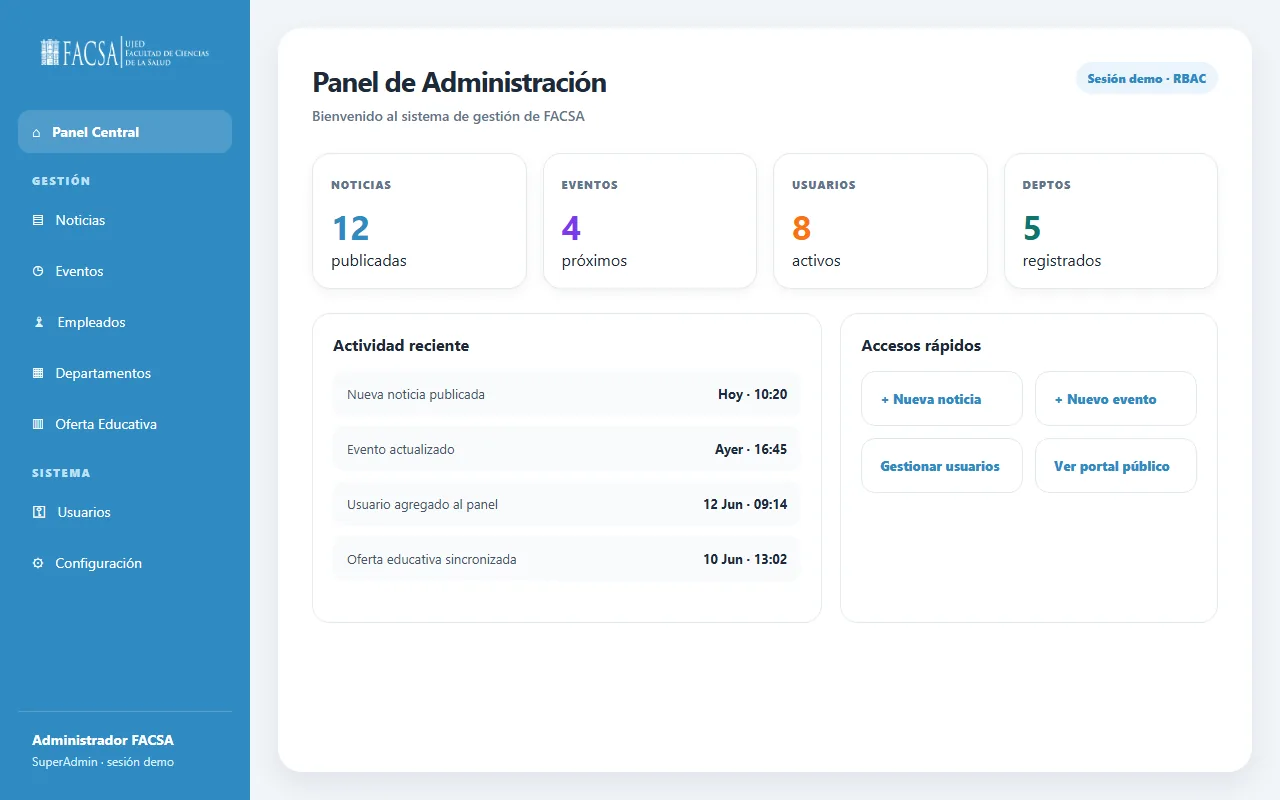 FACSA
UJED
FACULTAD DE CIENCIAS
DE LA SALUD
Panel Central
GESTIÓN
Noticias
Eventos
Empleados
Departamentos
Oferta Educativa
SISTEMA
Usuarios
Configuración
Administrador FACSA
SuperAdmin · sesión demo
Panel de Administración
Bienvenido al sistema de gestión de FACSA
Sesión demo · RBAC
NOTICIAS
12
publicadas
EVENTOS
4
próximos
USUARIOS
8
activos
DEPTOS
5
registrados
Actividad reciente
Nueva noticia publicada Hoy · 10:20
Evento actualizado Ayer · 16:45
Usuario agregado al panel 12 Jun · 09:14
Oferta educativa sincronizada 10 Jun · 13:02
Accesos rápidos
+ Nueva noticia
+ Nuevo evento
Gestionar usuarios
Ver portal público